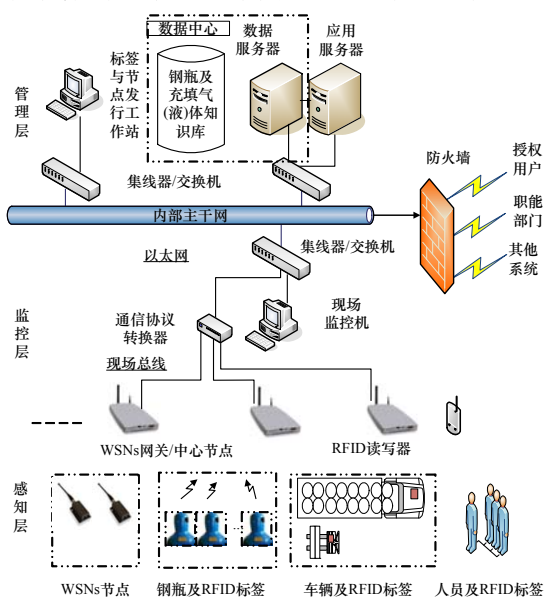 数据中心
标签
与节
点发
行工
作站
钢瓶及
充填气
(液)体知
识库
数据
服务器
应用
服务器
管
理
层
集线器/交换机
防火墙
授权
用户
职能
部门
其他
系统
内部主干网
以太网
集线器/交换机
监
控
层
通信协议
转换器
现场
监控机
现场总线
WSNs网关/中心节点
RFID读写器
感
知
层
WSNs节点
钢瓶及RFID标签
车辆及RFID标签
人员及RFID标签